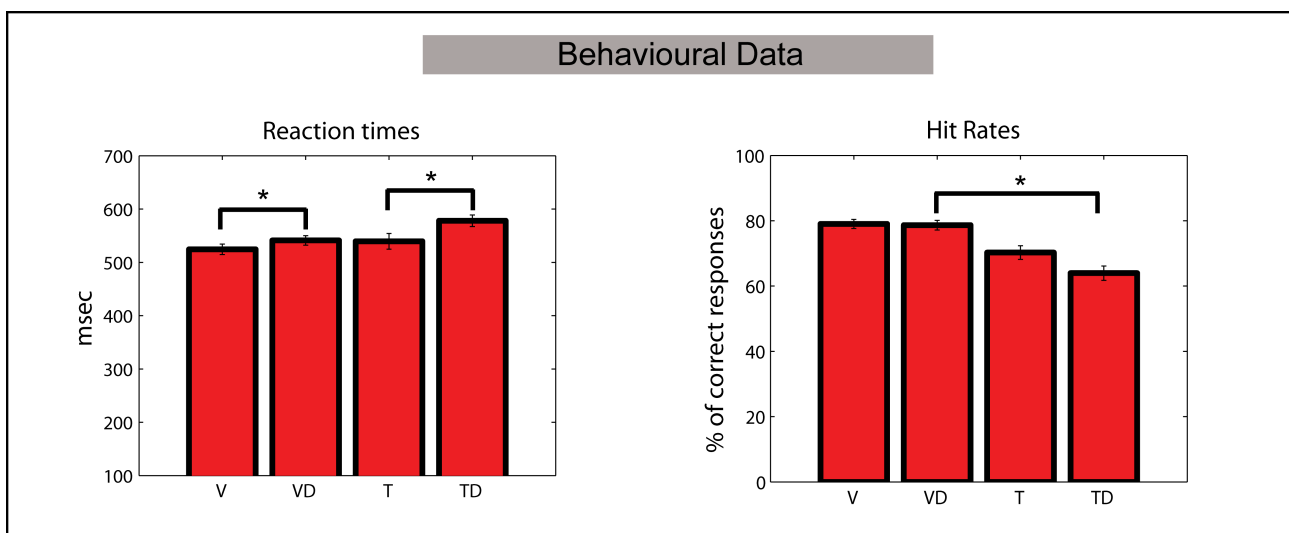 Behavioural Data
Reaction times
700
600
500
400
300
200
100
msec
*
*
V VD T TD
Hit Rates
100
80
60
40
20
0
% of correct responses
*
V VD T TD